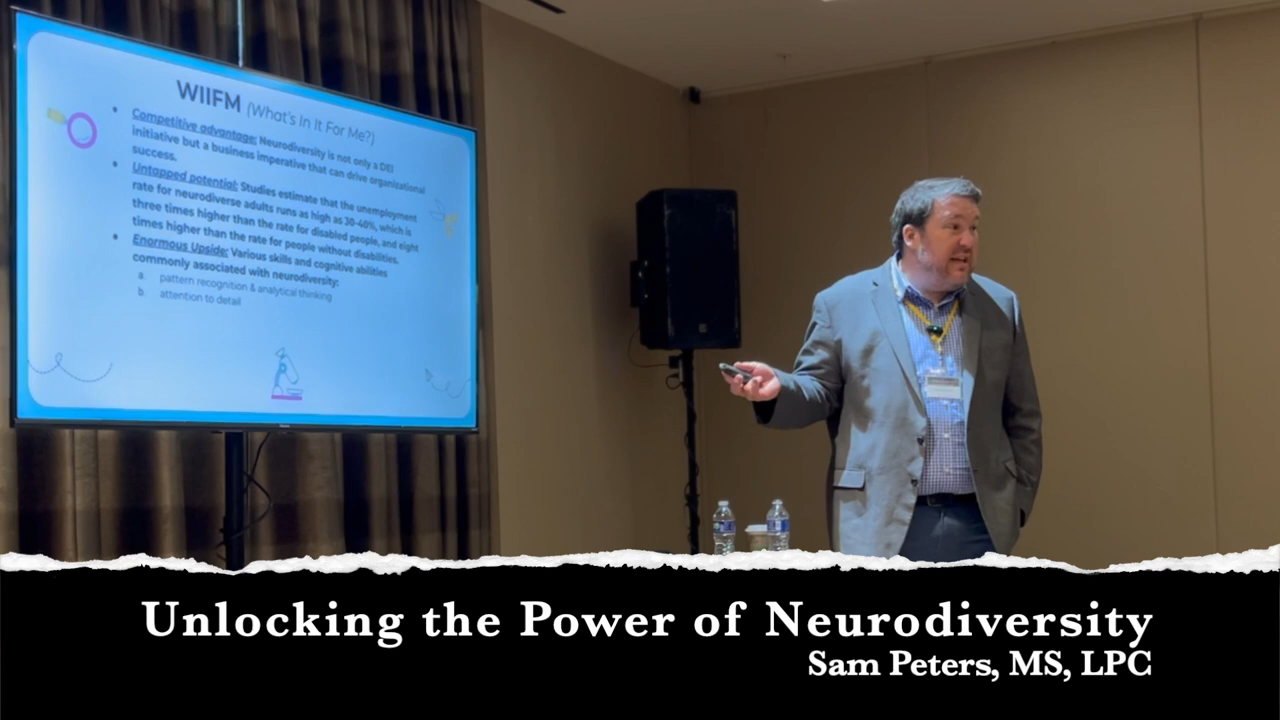 WIIFM (What's In It For Me?)
• Competitive advantage: Neurodiversity is not only a DEI
initiative but a business imperative that can drive organizational
success.
• Untapped potential: Studies estimate that the unemployment
rate for neurodiverse adults runs as high as 30-40%, which is
three times higher than the rate for disabled people, and eight
times higher than the rate for people without disabilities.
• Enormous Upside: Various skills and cognitive abilities
commonly associated with neurodiversity:
a. pattern recognition & analytical thinking
b. attention to detail
Unlocking the Power of Neurodiversity
Sam Peters, MS, LPC